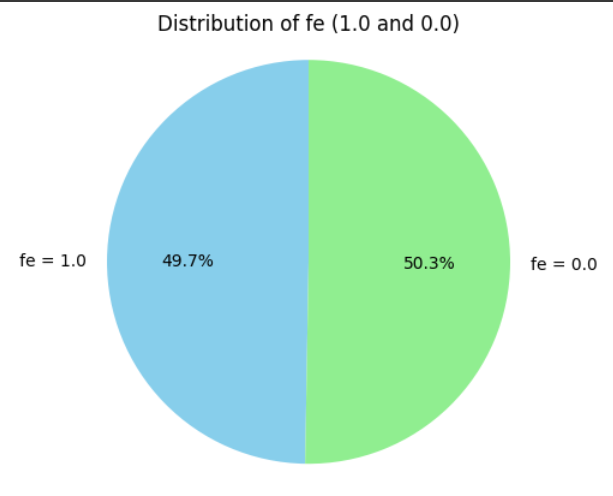 Distribution of fe (1.0 and 0.0)
fe = 1.0
49.7%
50.3%
fe = 0.0